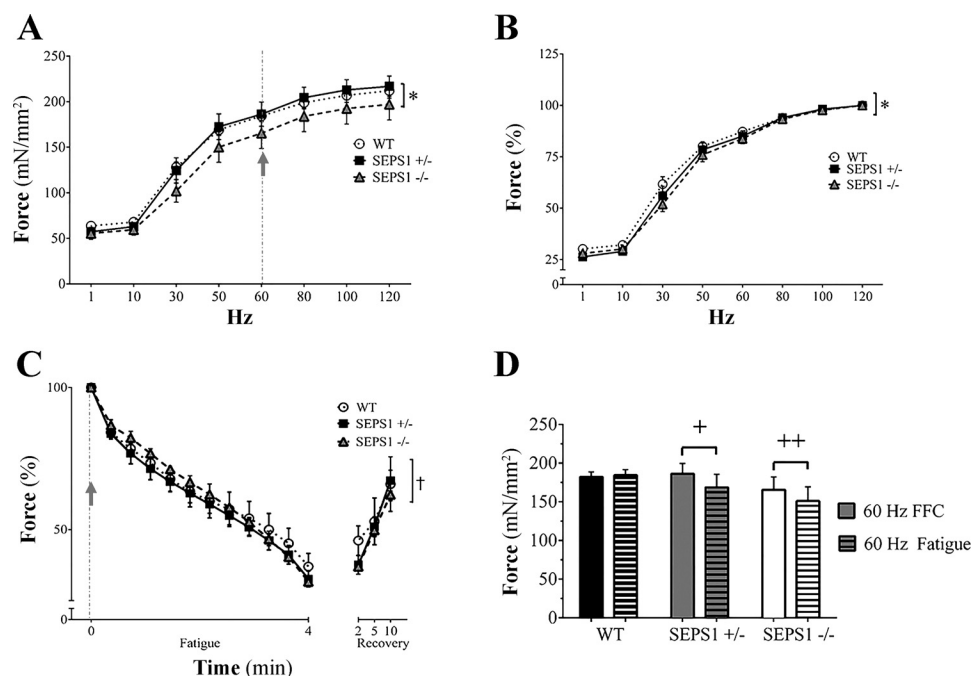 A
Force (mN/mm²)
250
200
150
100
50
0
1 10 30 50 60 80 100 120
Hz
WT
SEPS1 +/-
SEPS1 -/-
*
B
Force (%)
125
100
75
50
25
0
1 10 30 50 60 80 100 120
Hz
WT
SEPS1 +/-
SEPS1 -/-
*
C
Force (%)
100
50
0
WT
SEPS1 +/-
SEPS1 -/-
†
0 4 2 5 10
Fatigue Recovery
Time (min)
D
Force (mN/mm²)
250
200
150
100
50
0
+
++
WT SEPS1 +/- SEPS1 -/-
60 Hz FFC
60 Hz Fatigue